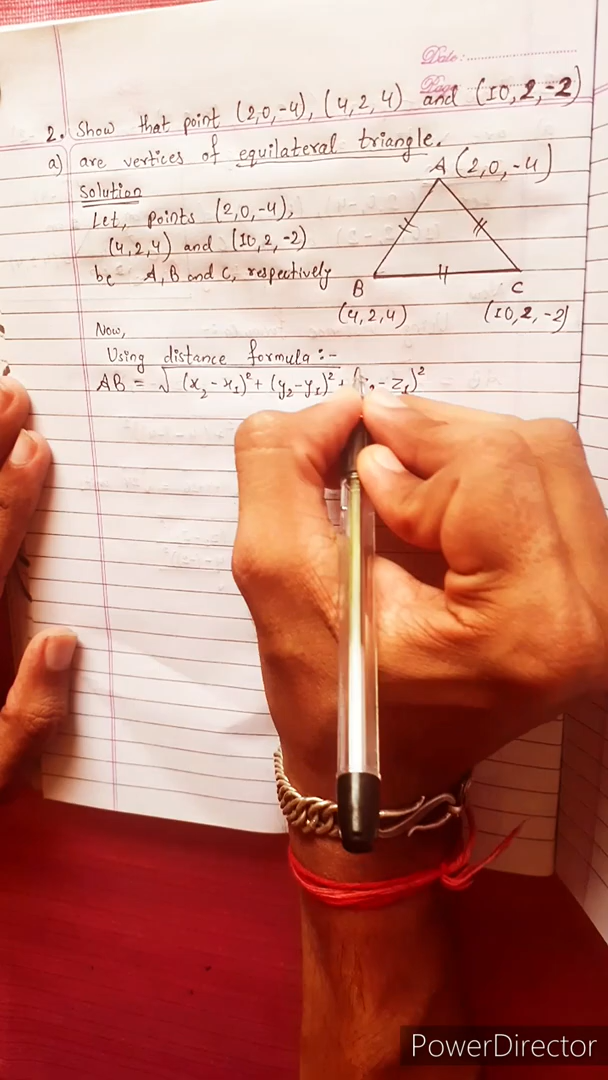 Date:
Page
2. Show that point (2,0,-4), (4,2,4) and (10,2,-2)
a) are vertices of equilateral triangle.
Solution
Let, points (2,0,-4),
(4,2,4) and (10,2,-2)
be A, B and C, respectively
A (2,0,-4)
B
C
(4,2,4)
(10,2,-2)
Now,
Using distance formula :-
AB = √(x₂-x₁)² + (y₂-y₁)² + - z₁)²
PowerDirector